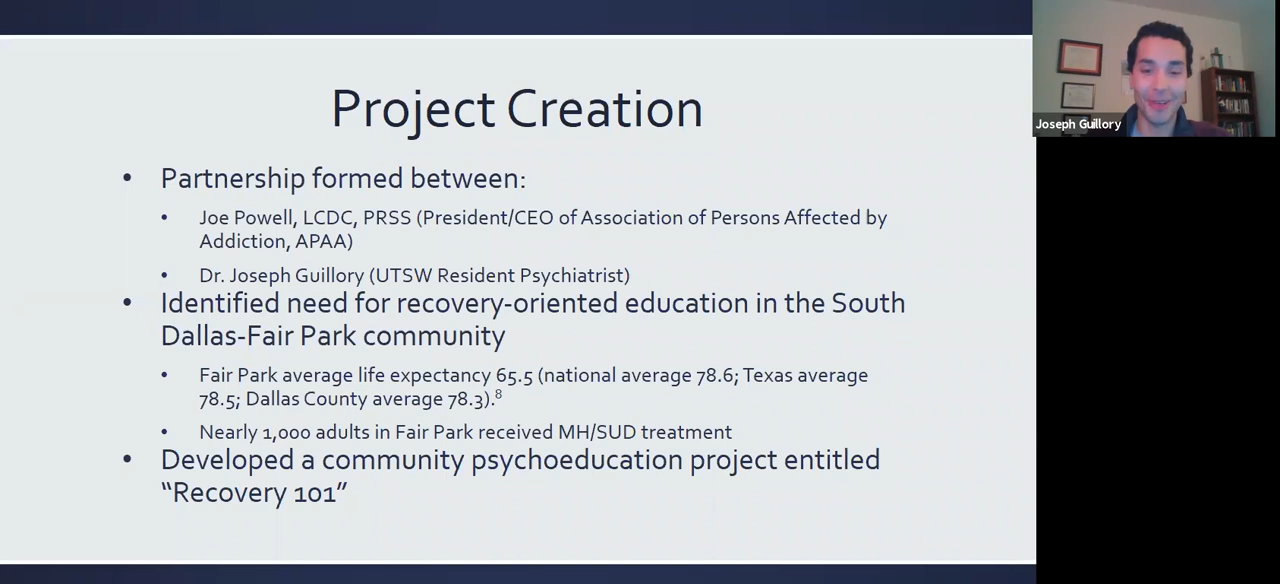 Project Creation
• Partnership formed between:
• Joe Powell, LCDC, PRSS (President/CEO of Association of Persons Affected by
Addiction, APAA)
• Dr. Joseph Guillory (UTSW Resident Psychiatrist)
• Identified need for recovery-oriented education in the South
Dallas-Fair Park community
• Fair Park average life expectancy 65.5 (national average 78.6; Texas average
78.5; Dallas County average 78.3).⁸
• Nearly 1,000 adults in Fair Park received MH/SUD treatment
• Developed a community psychoeducation project entitled
“Recovery 101”
Joseph Guillory